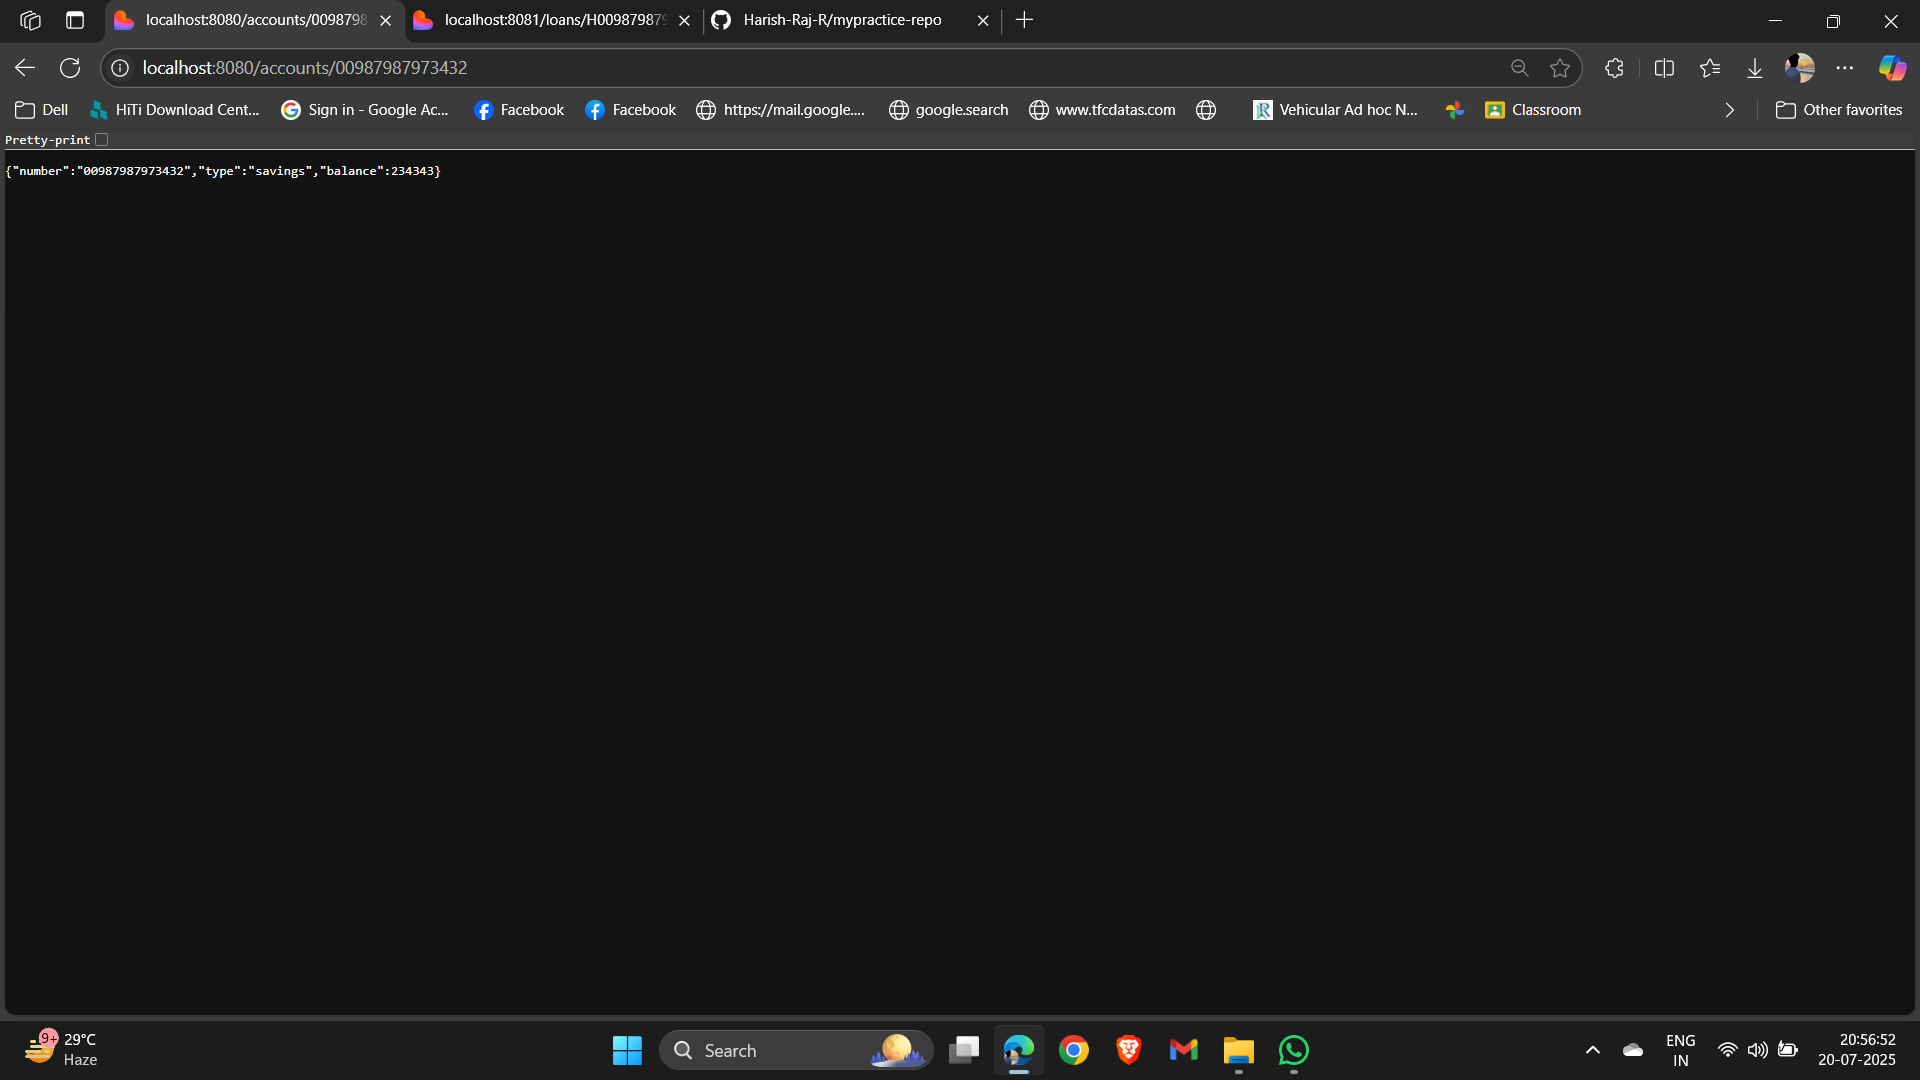 localhost:8080/accounts/0098798
localhost:8081/loans/H00987987
Harish-Raj-R/mypractice-repo
localhost:8080/accounts/00987987973432
Dell
HiTi Download Cent...
Sign in - Google Ac...
Facebook
Facebook
https://mail.google....
google.search
www.tfcdatas.com
Vehicular Ad hoc N...
Classroom
Other favorites
Pretty-print
{"number":"00987987973432","type":"savings","balance":234343}
9+
29°C
Haze
Search
ENG
IN
20:56:52
20-07-2025